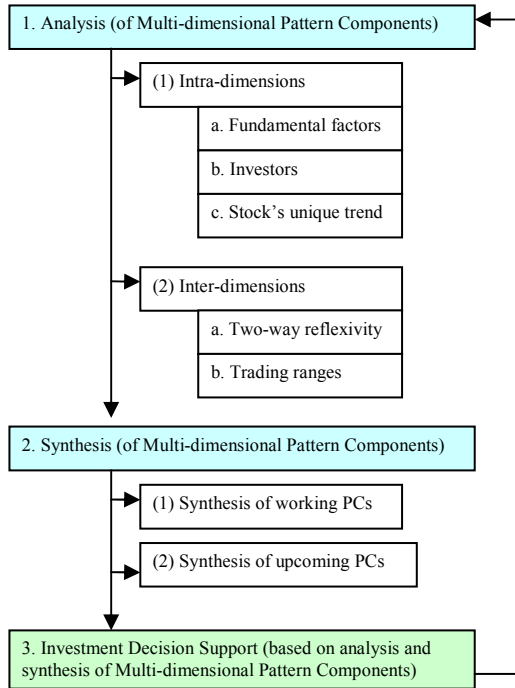 1. Analysis (of Multi-dimensional Pattern Components)
(1) Intra-dimensions
a. Fundamental factors
b. Investors
c. Stock's unique trend
(2) Inter-dimensions
a. Two-way reflexivity
b. Trading ranges
2. Synthesis (of Multi-dimensional Pattern Components)
(1) Synthesis of working PCs
(2) Synthesis of upcoming PCs
3. Investment Decision Support (based on analysis and
synthesis of Multi-dimensional Pattern Components)